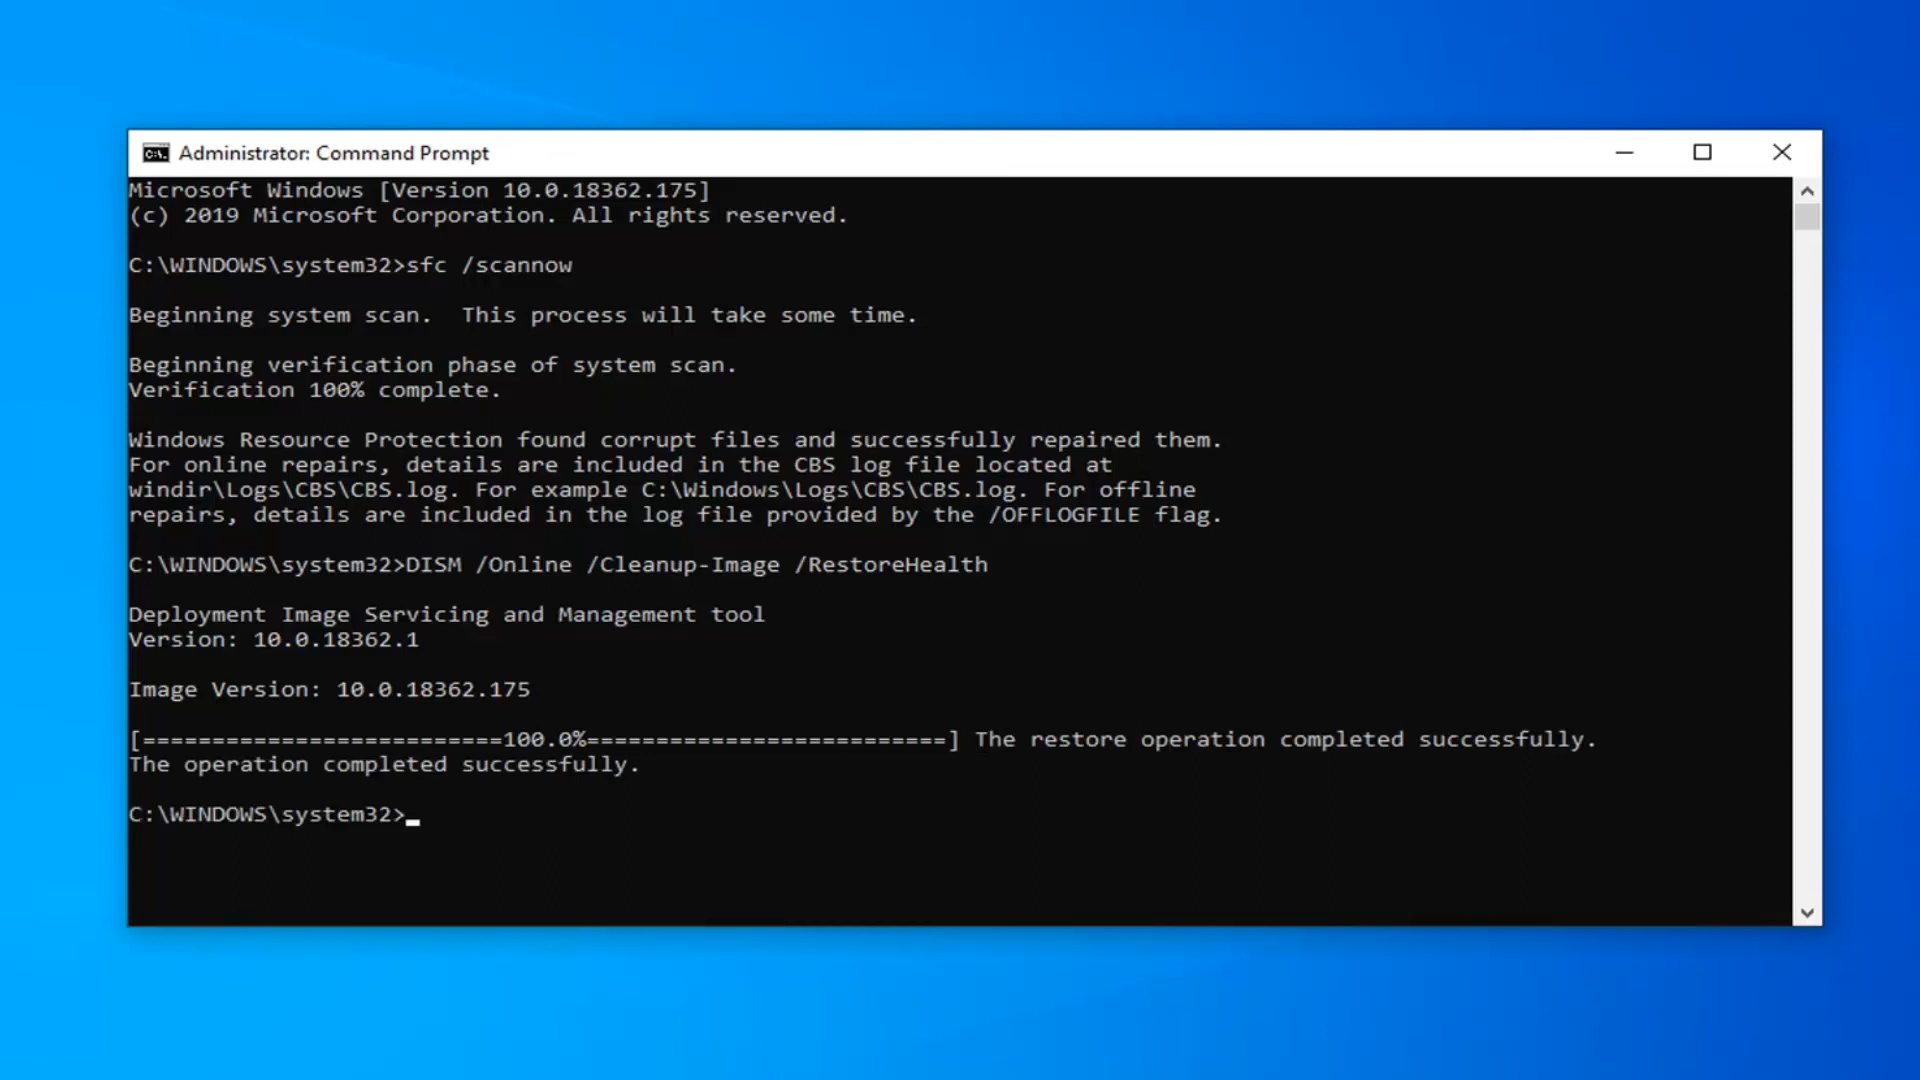 Administrator: Command Prompt
Microsoft Windows [Version 10.0.18362.175]
(c) 2019 Microsoft Corporation. All rights reserved.
C:\WINDOWS\system32>sfc /scannow
Beginning system scan.  This process will take some time.
Beginning verification phase of system scan.
Verification 100% complete.
Windows Resource Protection found corrupt files and successfully repaired them.
For online repairs, details are included in the CBS log file located at
windir\Logs\CBS\CBS.log. For example C:\Windows\Logs\CBS\CBS.log. For offline
repairs, details are included in the log file provided by the /OFFLOGFILE flag.
C:\WINDOWS\system32>DISM /Online /Cleanup-Image /RestoreHealth
Deployment Image Servicing and Management tool
Version: 10.0.18362.1
Image Version: 10.0.18362.175
[==========================100.0%==========================] The restore operation completed successfully.
The operation completed successfully.
C:\WINDOWS\system32>